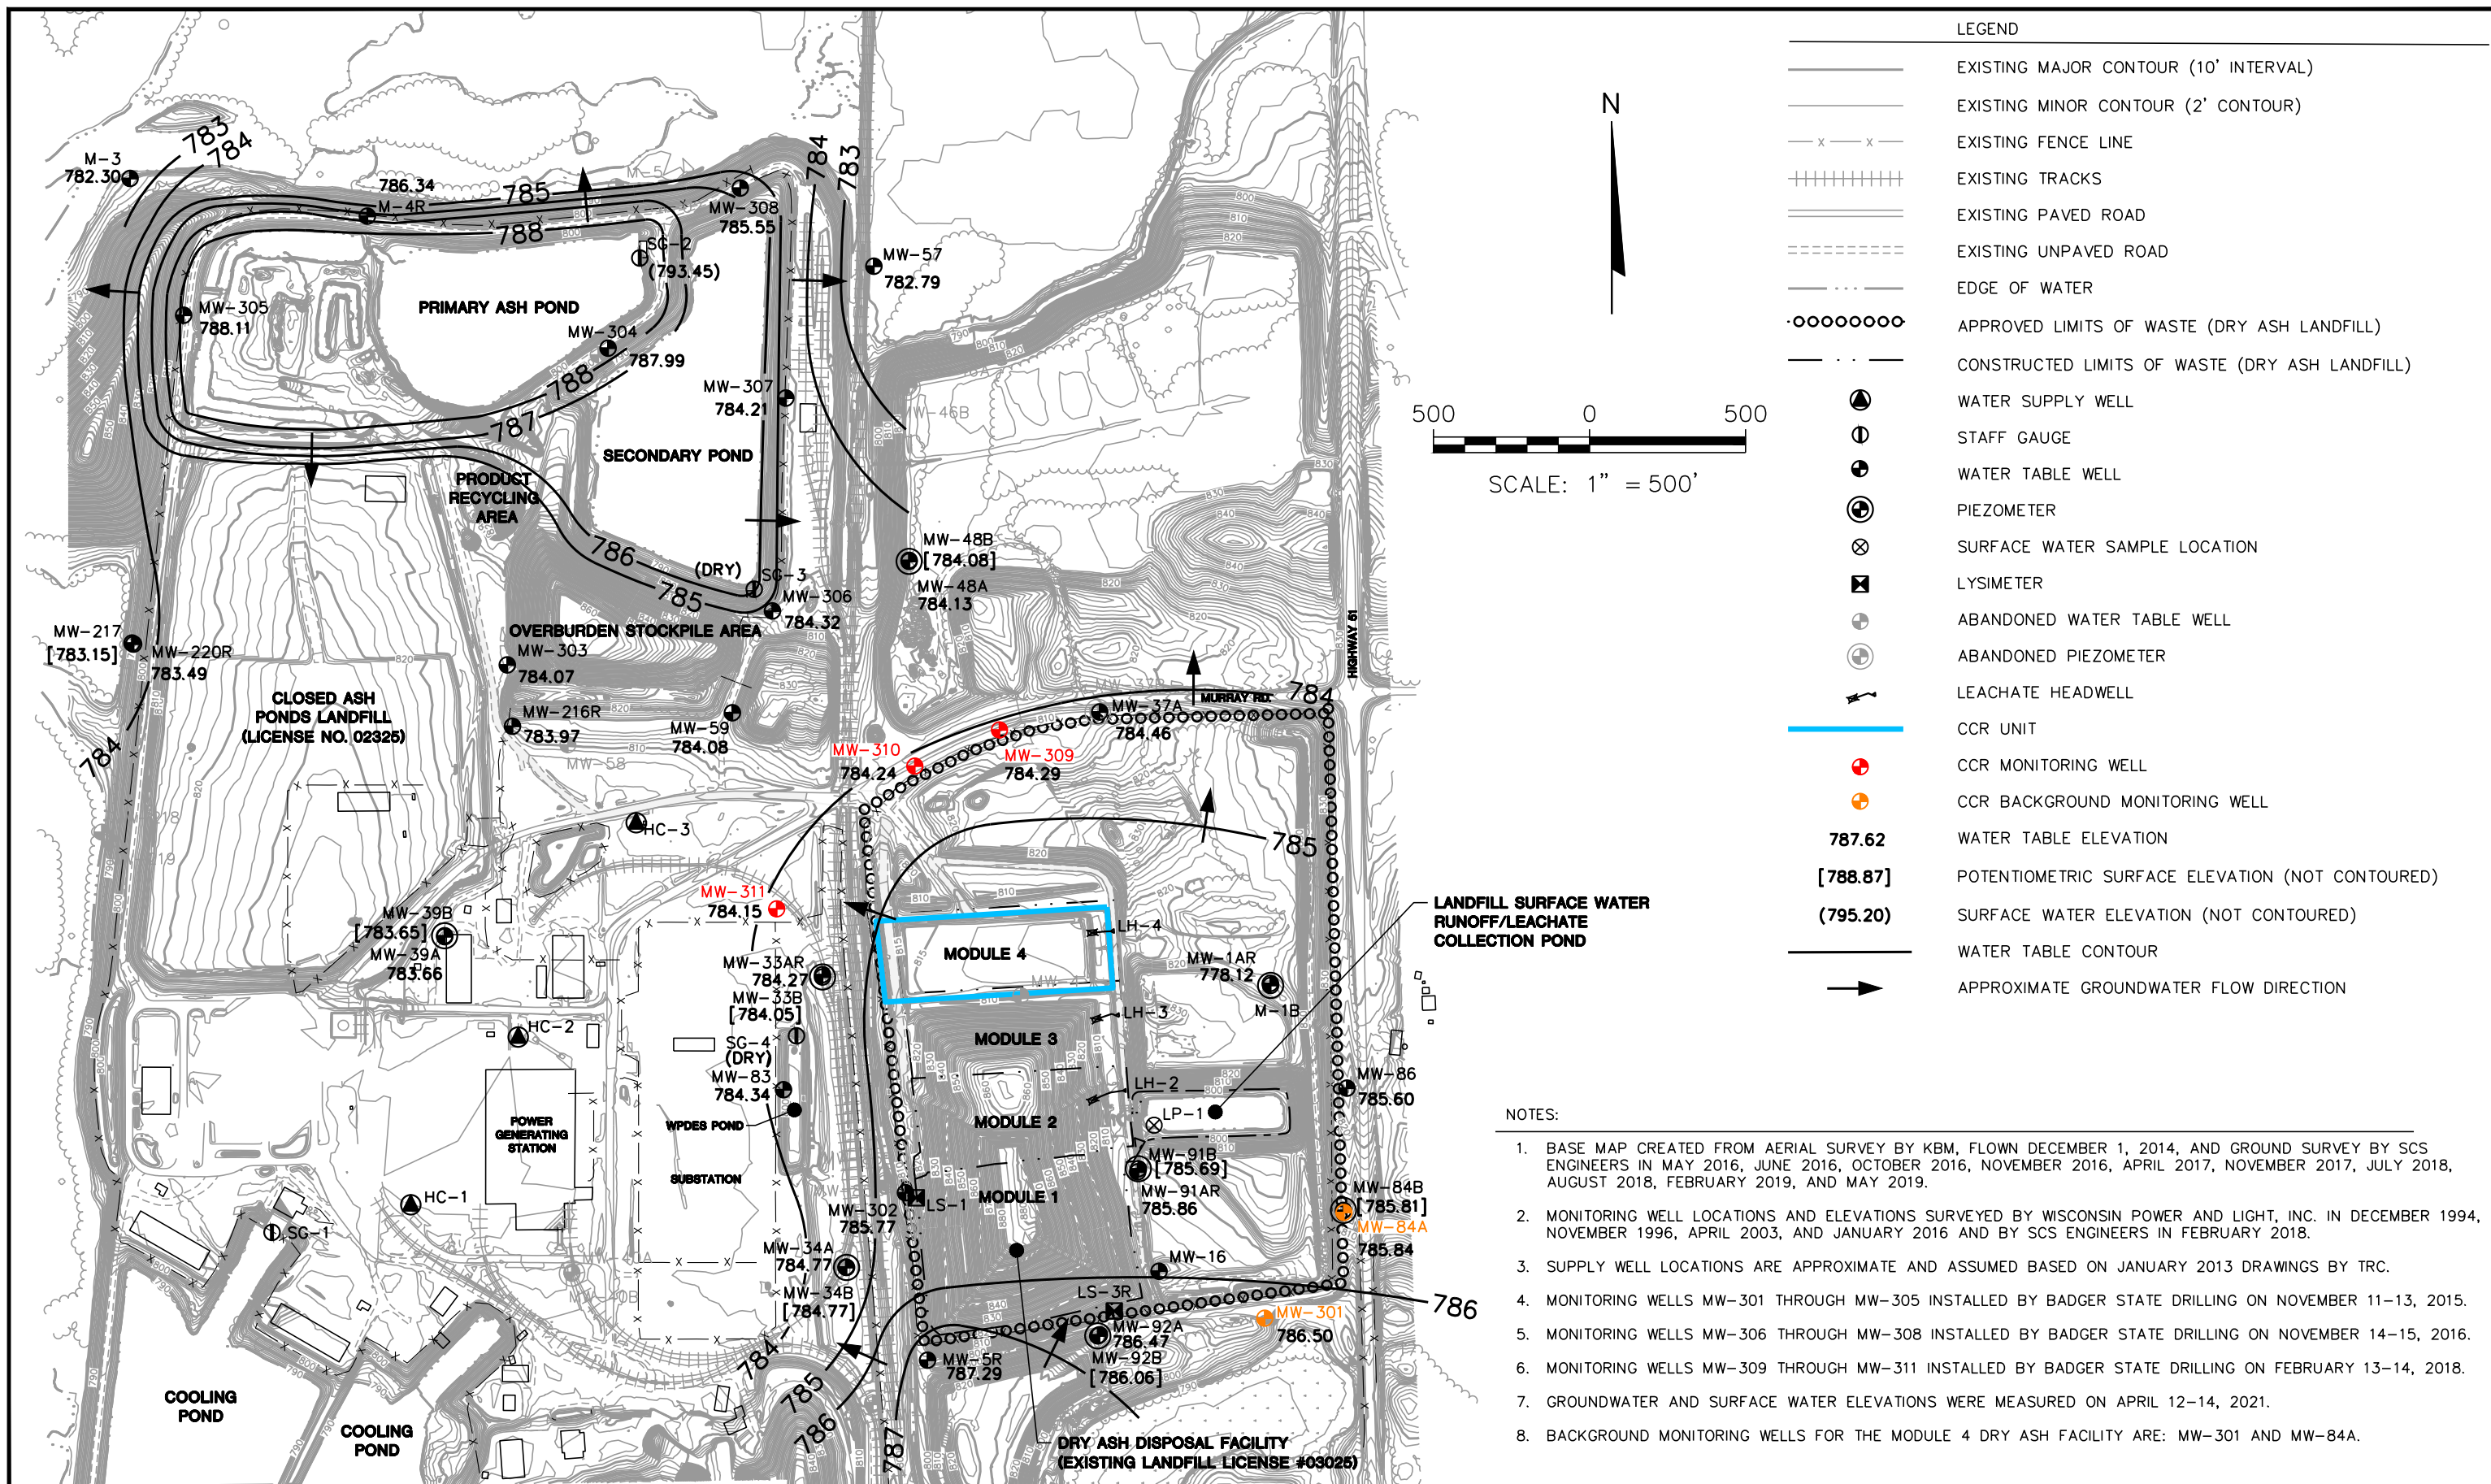 LEGEND
EXISTING MAJOR CONTOUR (10' INTERVAL)
EXISTING MINOR CONTOUR (2' CONTOUR)
EXISTING FENCE LINE
EXISTING TRACKS
EXISTING PAVED ROAD
EXISTING UNPAVED ROAD
EDGE OF WATER
APPROVED LIMITS OF WASTE (DRY ASH LANDFILL)
CONSTRUCTED LIMITS OF WASTE (DRY ASH LANDFILL)
WATER SUPPLY WELL
STAFF GAUGE
WATER TABLE WELL
PIEZOMETER
SURFACE WATER SAMPLE LOCATION
LYSIMETER
ABANDONED WATER TABLE WELL
ABANDONED PIEZOMETER
LEACHATE HEADWELL
CCR UNIT
CCR MONITORING WELL
CCR BACKGROUND MONITORING WELL
787.62 WATER TABLE ELEVATION
[788.87] POTENTIOMETRIC SURFACE ELEVATION (NOT CONTOURED)
(795.20) SURFACE WATER ELEVATION (NOT CONTOURED)
WATER TABLE CONTOUR
APPROXIMATE GROUNDWATER FLOW DIRECTION
N
500 0 500
SCALE: 1" = 500'
NOTES:
1. BASE MAP CREATED FROM AERIAL SURVEY BY KBM, FLOWN DECEMBER 1, 2014, AND GROUND SURVEY BY SCS
ENGINEERS IN MAY 2016, JUNE 2016, OCTOBER 2016, NOVEMBER 2016, APRIL 2017, NOVEMBER 2017, JULY 2018,
AUGUST 2018, FEBRUARY 2019, AND MAY 2019.
2. MONITORING WELL LOCATIONS AND ELEVATIONS SURVEYED BY WISCONSIN POWER AND LIGHT, INC. IN DECEMBER 1994,
NOVEMBER 1996, APRIL 2003, AND JANUARY 2016 AND BY SCS ENGINEERS IN FEBRUARY 2018.
3. SUPPLY WELL LOCATIONS ARE APPROXIMATE AND ASSUMED BASED ON JANUARY 2013 DRAWINGS BY TRC.
4. MONITORING WELLS MW-301 THROUGH MW-305 INSTALLED BY BADGER STATE DRILLING ON NOVEMBER 11-13, 2015.
5. MONITORING WELLS MW-306 THROUGH MW-308 INSTALLED BY BADGER STATE DRILLING ON NOVEMBER 14-15, 2016.
6. MONITORING WELLS MW-309 THROUGH MW-311 INSTALLED BY BADGER STATE DRILLING ON FEBRUARY 13-14, 2018.
7. GROUNDWATER AND SURFACE WATER ELEVATIONS WERE MEASURED ON APRIL 12-14, 2021.
8. BACKGROUND MONITORING WELLS FOR THE MODULE 4 DRY ASH FACILITY ARE: MW-301 AND MW-84A.
783
784
M-3
782.30
786.34
M-4R
785
788
M-5
MW-308
785.55
784
783
SG-2
(793.45)
MW-57
782.79
MW-305
788.11
PRIMARY ASH POND
MW-304
787.99
788
787
MW-307
784.21
MW-46B
SECONDARY POND
PRODUCT
RECYCLING
AREA
786
785
(DRY)
SG-3
MW-306
784.32
MW-48B
[784.08]
MW-48A
784.13
OVERBURDEN STOCKPILE AREA
MW-303
784.07
MW-217
[783.15]
MW-220R
783.49
CLOSED ASH
PONDS LANDFILL
(LICENSE NO. 02325)
784
MW-216R
783.97
MW-58
MW-59
784.08
HIGHWAY 51
MURRAY RD.
784
MW-37A
784.46
MW-310
784.24
MW-309
784.29
HC-3
785
MW-311
784.15
MW-39B
[783.65]
MW-39A
783.66
MODULE 4
LH-4
LANDFILL SURFACE WATER
RUNOFF/LEACHATE
COLLECTION POND
MW-33AR
784.27
MW-33B
[784.05]
MW-1AR
778.12
M-1B
LH-3
MODULE 3
HC-2
SG-4
(DRY)
MW-83
784.34
WPDES POND
LH-2
MODULE 2
LP-1
MW-86
785.60
POWER
GENERATING
STATION
SUBSTATION
MW-91B
[785.69]
MW-91AR
785.86
MODULE 1
LS-1
MW-302
785.77
HC-1
SG-1
MW-84B
[785.81]
MW-84A
785.84
MW-34A
784.77
MW-34B
[784.77]
MW-40B
MW-16
LS-3R
MW-92A
786.47
MW-92B
[786.06]
MW-301
786.50
786
MW-5R
787.29
784
785
786
787
COOLING
POND
COOLING
POND
DRY ASH DISPOSAL FACILITY
(EXISTING LANDFILL LICENSE #03025)